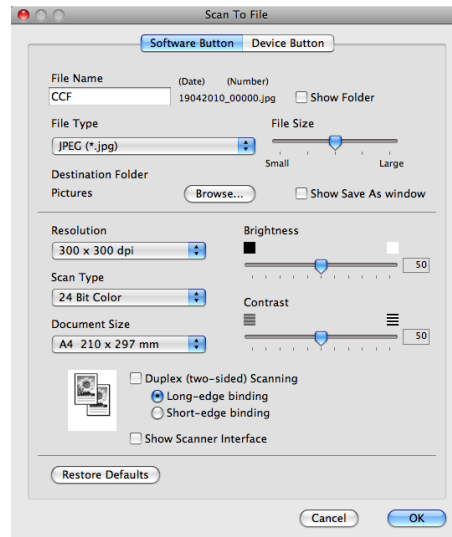 Scan To File
Software Button Device Button
File Name (Date) (Number)
CCF 19042010_00000.jpg Show Folder
File Type File Size
JPEG (*.jpg)
Small Large
Destination Folder
Pictures Browse... Show Save As window
Resolution Brightness
300 x 300 dpi
50
Scan Type
24 Bit Color
Contrast
Document Size
A4 210 x 297 mm 50
Duplex (two-sided) Scanning
Long-edge binding
Short-edge binding
Show Scanner Interface
Restore Defaults
Cancel OK